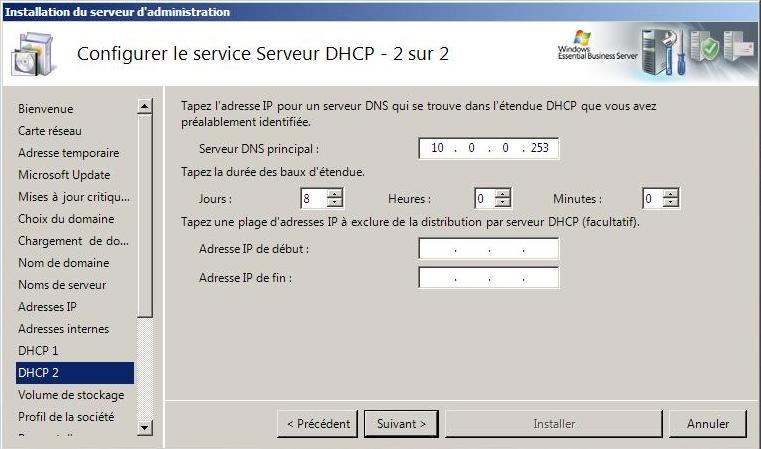 Installation du serveur d'administration
Configurer le service Serveur DHCP - 2 sur 2
Windows
Essential Business Server
Bienvenue
Carte réseau
Adresse temporaire
Microsoft Update
Mises à jour critiqu...
Choix du domaine
Chargement de do...
Nom de domaine
Noms de serveur
Adresses IP
Adresses internes
DHCP 1
DHCP 2
Volume de stockage
Profil de la société
Tapez l'adresse IP pour un serveur DNS qui se trouve dans l'étendue DHCP que vous avez
préalablement identifiée.
Serveur DNS principal : 10 . 0 . 0 . 253
Tapez la durée des baux d'étendue.
Jours : 8 Heures : 0 Minutes : 0
Tapez une plage d'adresses IP à exclure de la distribution par serveur DHCP (facultatif).
Adresse IP de début : . . .
Adresse IP de fin : . . .
< Précédent Suivant > Installer Annuler